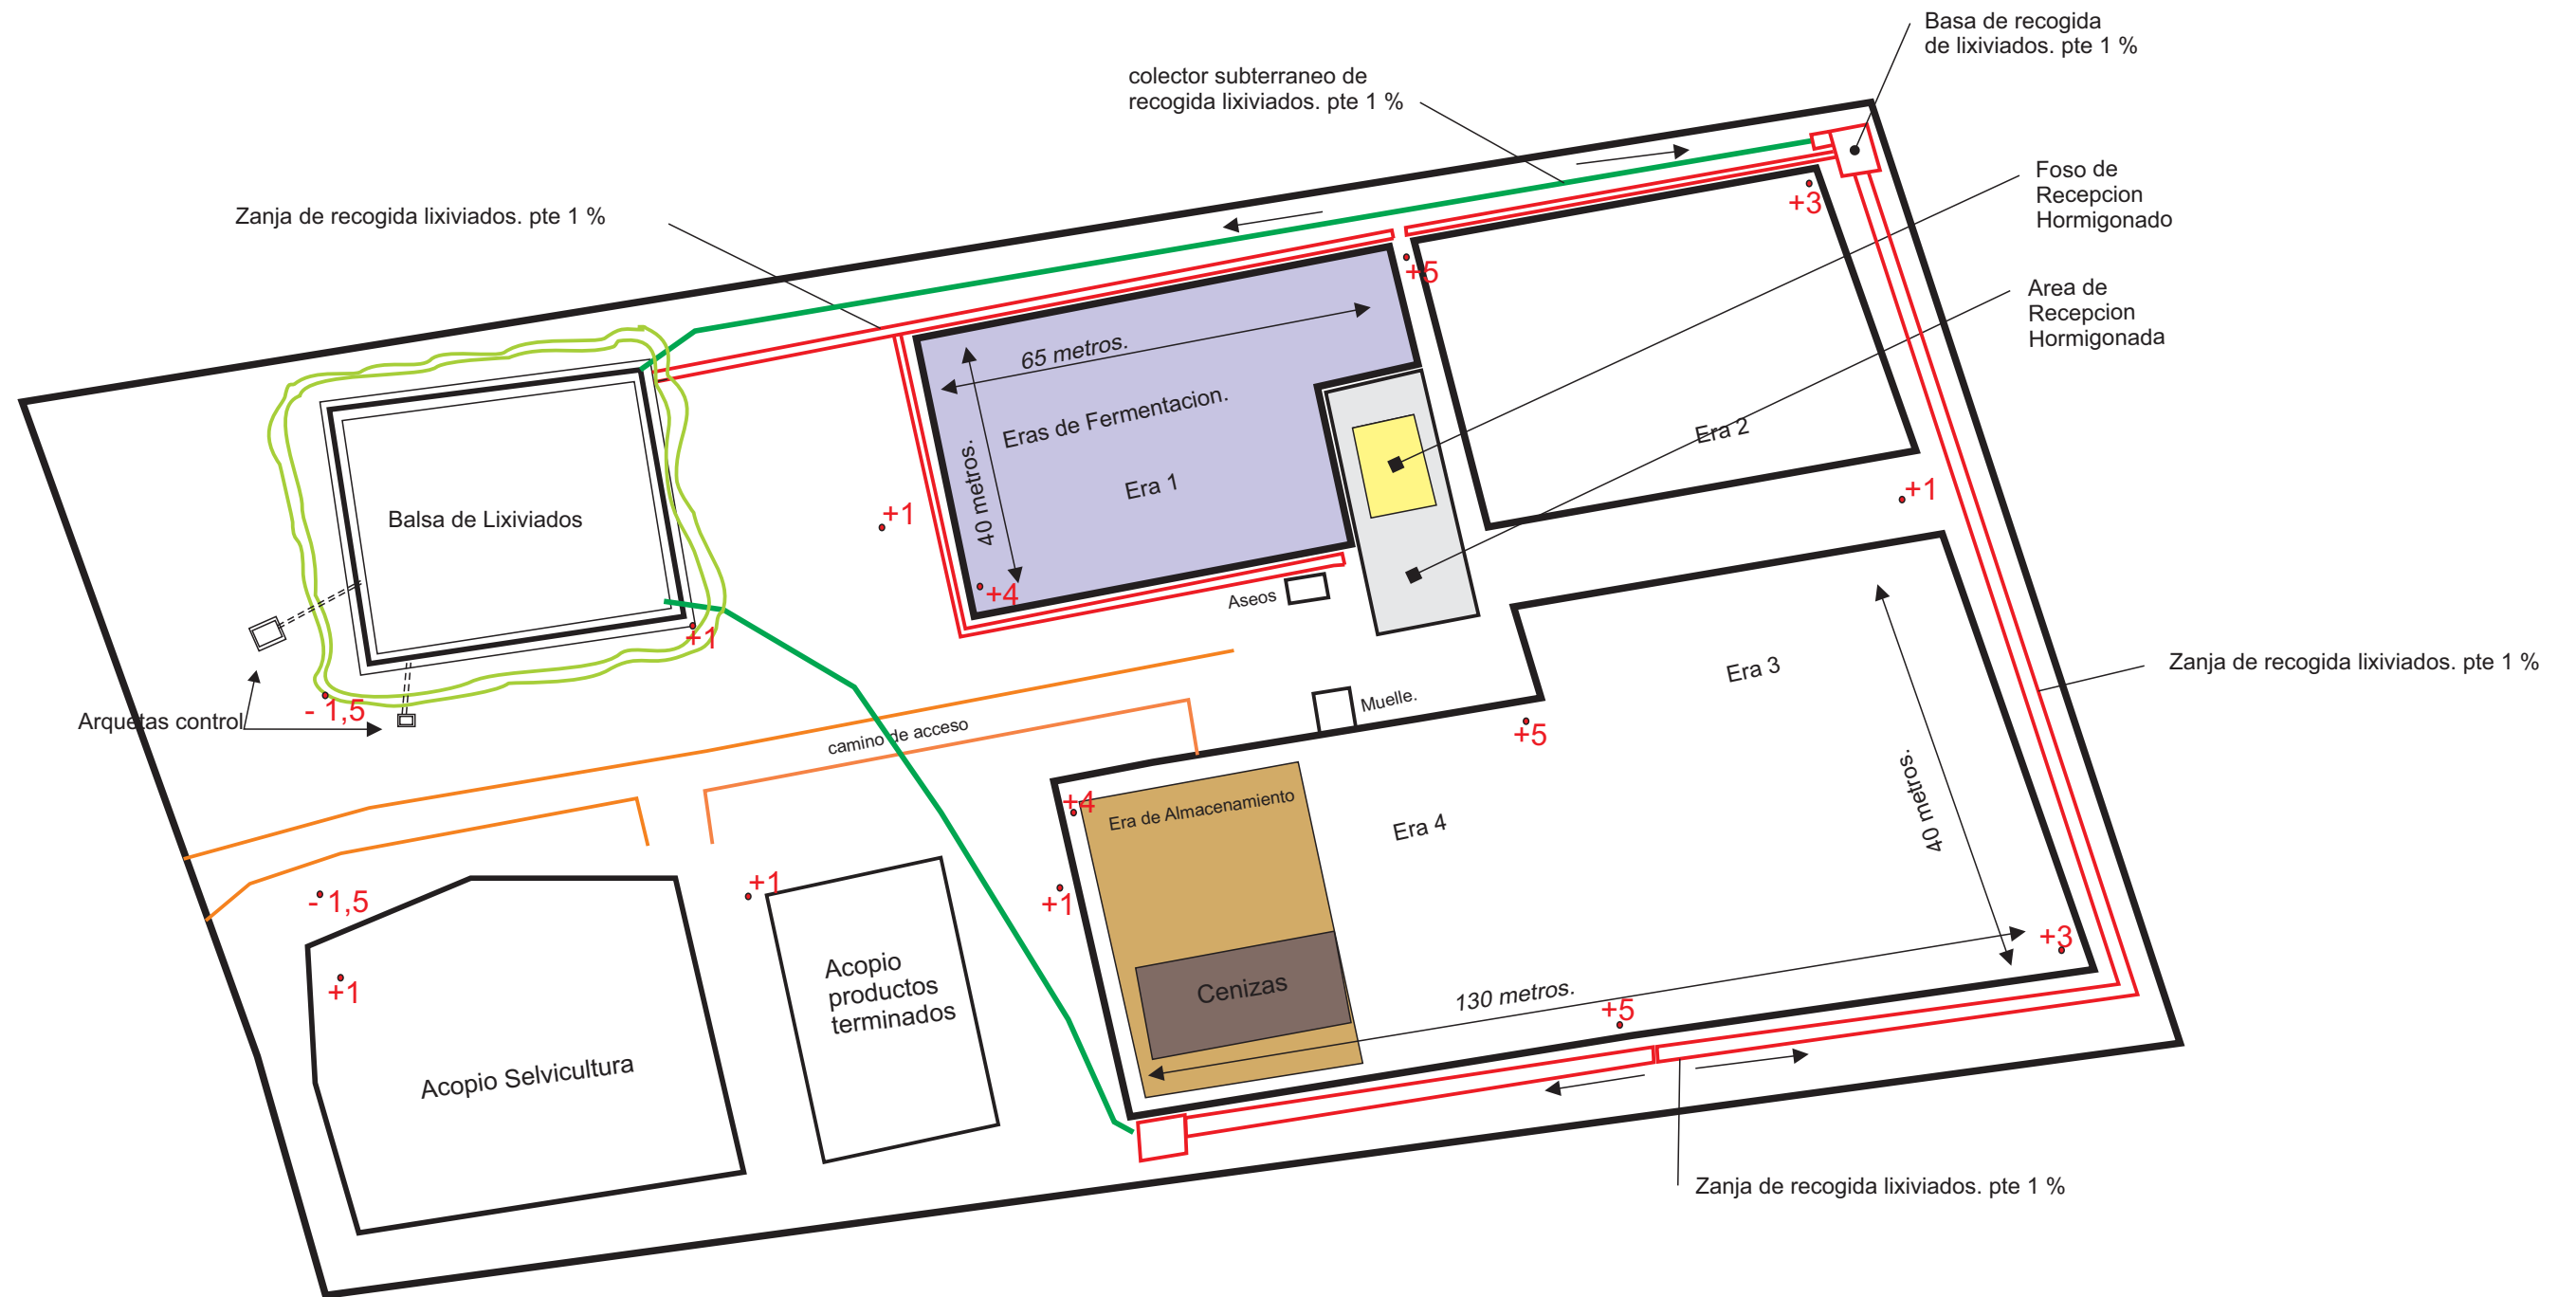 Basa de recogida
de lixiviados. pte 1 %
colector subterraneo de
recogida lixiviados. pte 1 %
Foso de
Recepcion
Hormigonado
+3
Zanja de recogida lixiviados. pte 1 %
+5
Area de
Recepcion
Hormigonada
65 metros.
Eras de Fermentacion.
Era 2
40 metros.
Era 1
+1
+1
Balsa de Lixiviados
+4
Aseos
+1
Era 3
Zanja de recogida lixiviados. pte 1 %
- 1,5
Arquetas control
Muelle.
camino de acceso
+5
40 metros.
+4
Era de Almacenamiento
Era 4
+1
- 1,5
+1
+3
Acopio
productos
terminados
Cenizas
130 metros.
+1
+5
Acopio Selvicultura
Zanja de recogida lixiviados. pte 1 %